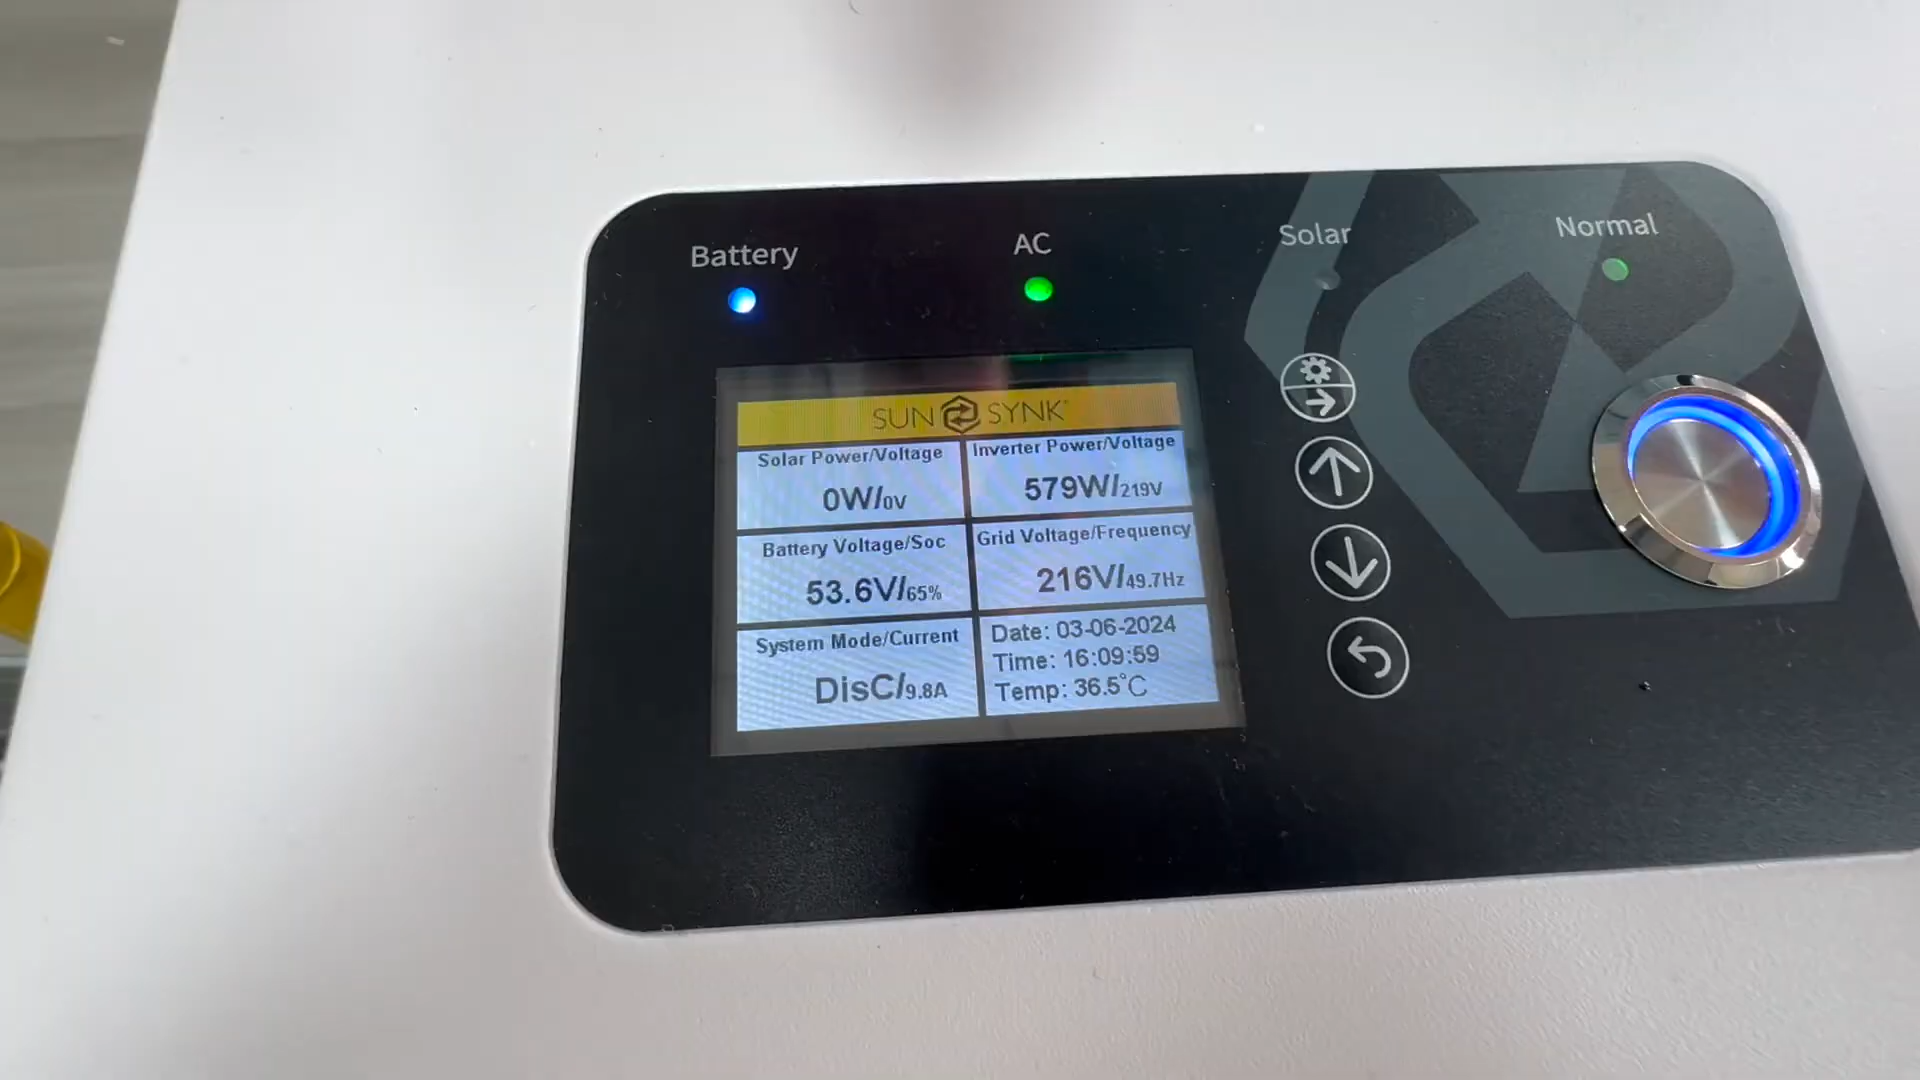 Battery
AC
Solar
Normal
SUN SYNK
Solar Power/Voltage
0W/0V
Inverter Power/Voltage
579W/219V
Battery Voltage/Soc
53.6V/65%
Grid Voltage/Frequency
216V/49.7Hz
System Mode/Current
DisC/9.8A
Date: 03-06-2024
Time: 16:09:59
Temp: 36.5°C